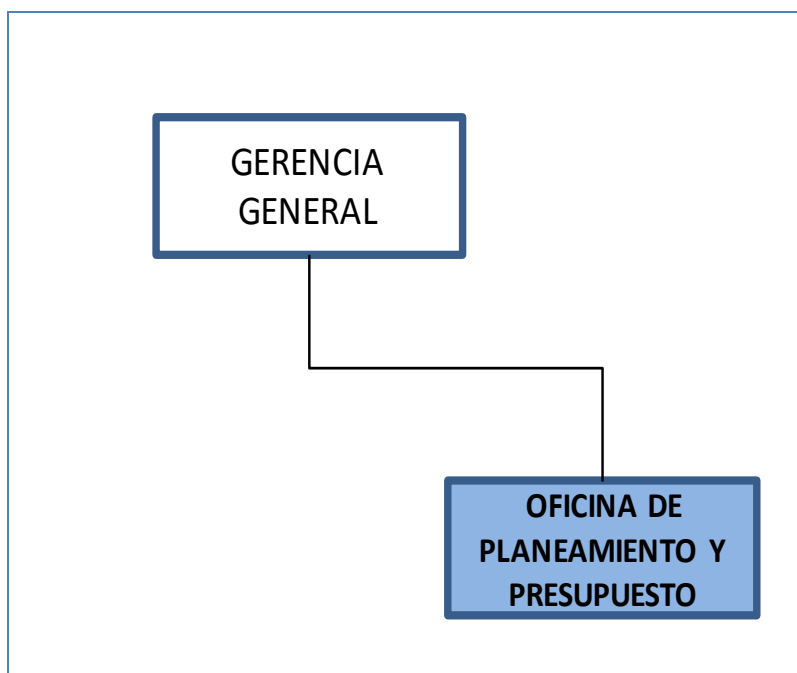 GERENCIA
GENERAL
OFICINA DE
PLANEAMIENTO Y
PRESUPUESTO